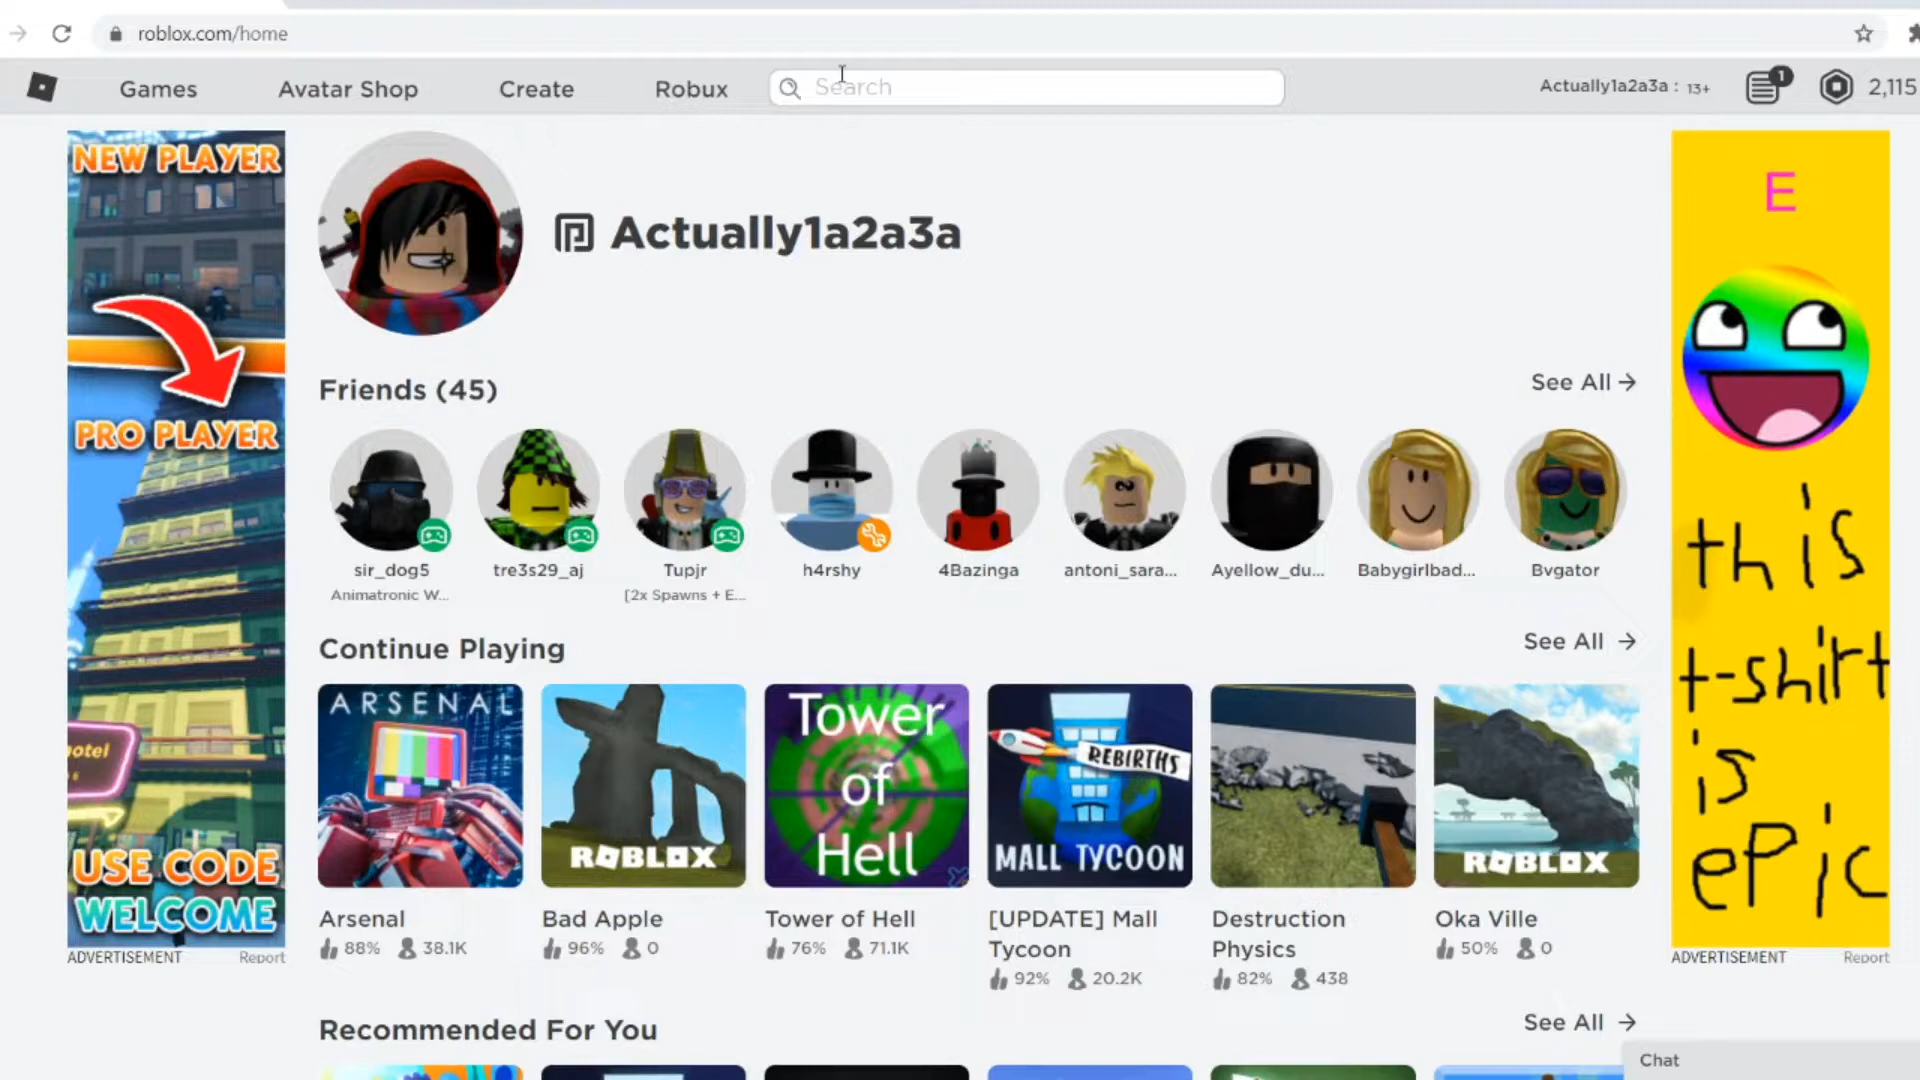 roblox.com/home
Games
Avatar Shop
Create
Robux
Search
Actually1a2a3a : 13+
1
2,115
NEW PLAYER
PRO PLAYER
USE CODE
WELCOME
ADVERTISEMENT
Report
Actually1a2a3a
Friends (45)
See All
sir_dog5
tre3s29_aj
Tupjr
h4rshy
4Bazinga
antoni_sara...
Ayellow_du...
Babygirlbad...
Bvgator
Animatronic W...
[2x Spawns + E...
Continue Playing
See All
ARSENAL
ROBLOX
Tower
of
Hell
REBIRTHS
MALL TYCOON
ROBLOX
Arsenal
88% 38.1K
Bad Apple
96% 0
Tower of Hell
76% 71.1K
[UPDATE] Mall
Tycoon
92% 20.2K
Destruction
Physics
82% 438
Oka Ville
50% 0
Recommended For You
See All
E
this
t-shirt
is
epic
ADVERTISEMENT
Report
Chat